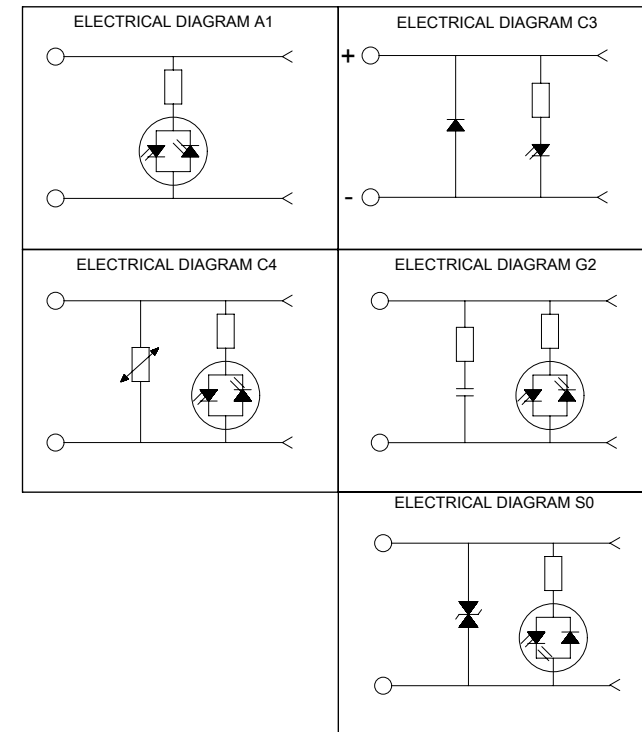 ELECTRICAL DIAGRAM A1
ELECTRICAL DIAGRAM C3
+
-
ELECTRICAL DIAGRAM C4
ELECTRICAL DIAGRAM G2
ELECTRICAL DIAGRAM S0